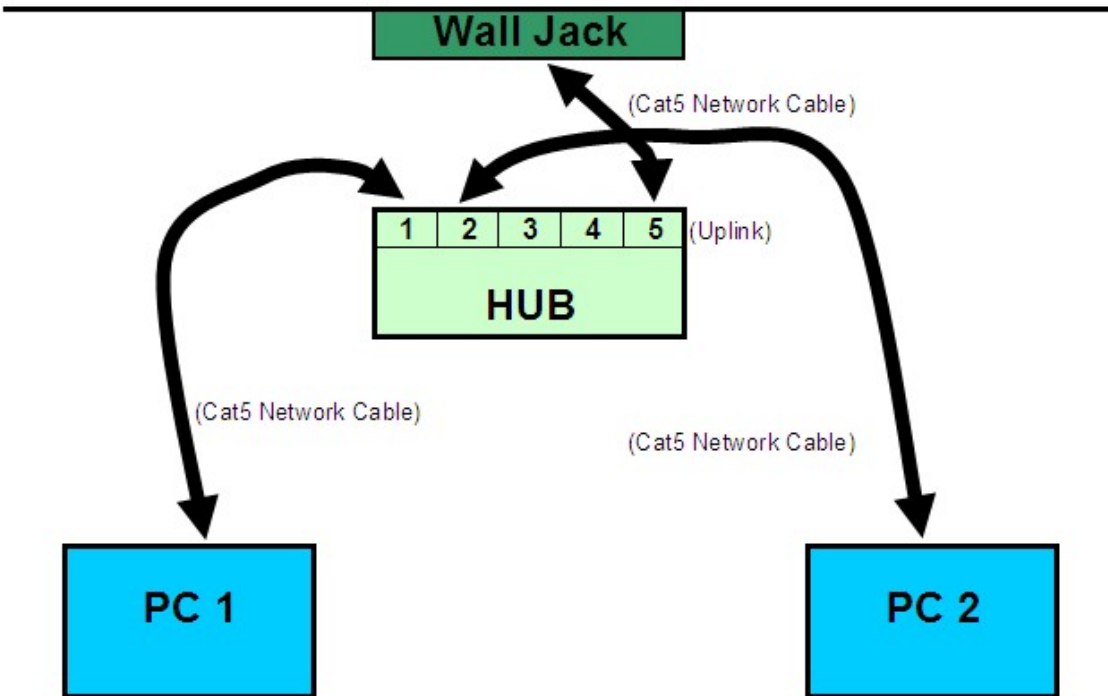 Wall Jack
(Cat5 Network Cable)
1 2 3 4 5 (Uplink)
HUB
(Cat5 Network Cable)
(Cat5 Network Cable)
PC 1
PC 2